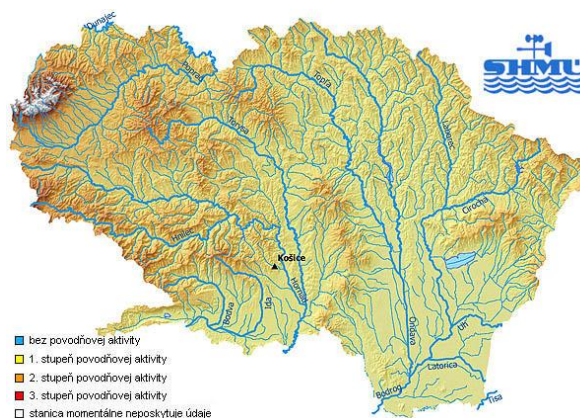 Dunajec
SHMÚ
Poprad
Topľa
Torysa
Laborec
Cirocha
Hnilec
Košice
Hornád
Bodva
Ida
Ondava
Uh
Latorica
Bodrog
Tisa
bez povodňovej aktivity
1. stupeň povodňovej aktivity
2. stupeň povodňovej aktivity
3. stupeň povodňovej aktivity
stanica momentálne neposkytuje údaje